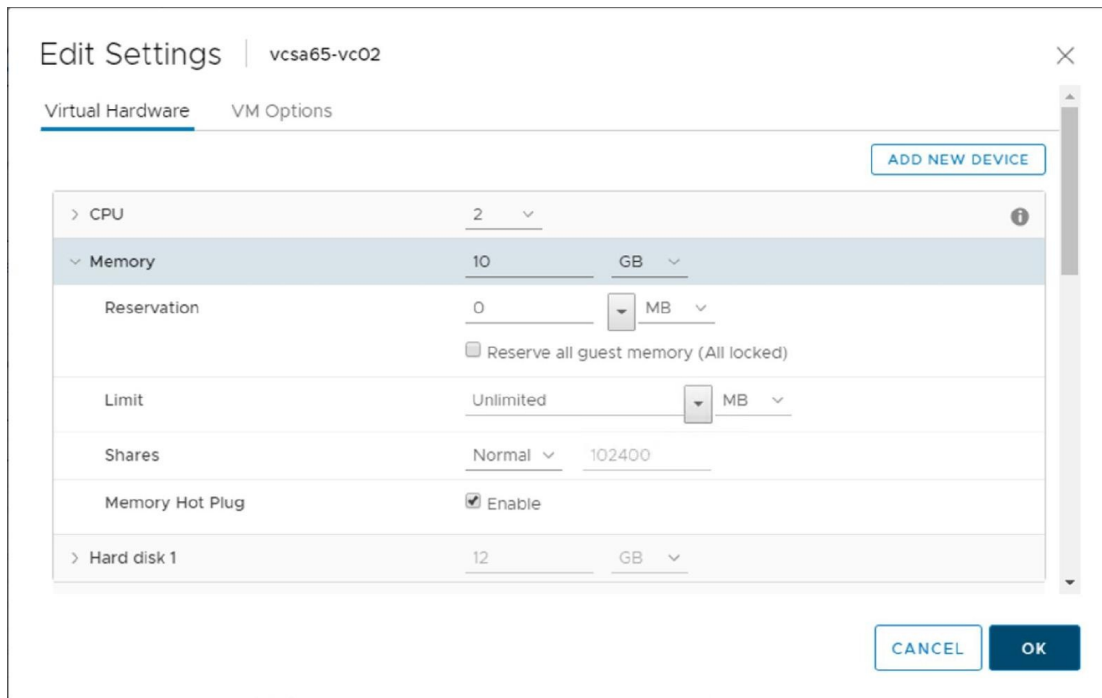 Edit Settings vcsa65-vc02
Virtual Hardware VM Options
ADD NEW DEVICE
CPU 2
Memory 10 GB
Reservation 0 MB
Reserve all guest memory (All locked)
Limit Unlimited MB
Shares Normal 102400
Memory Hot Plug Enable
Hard disk 1 12 GB
CANCEL OK